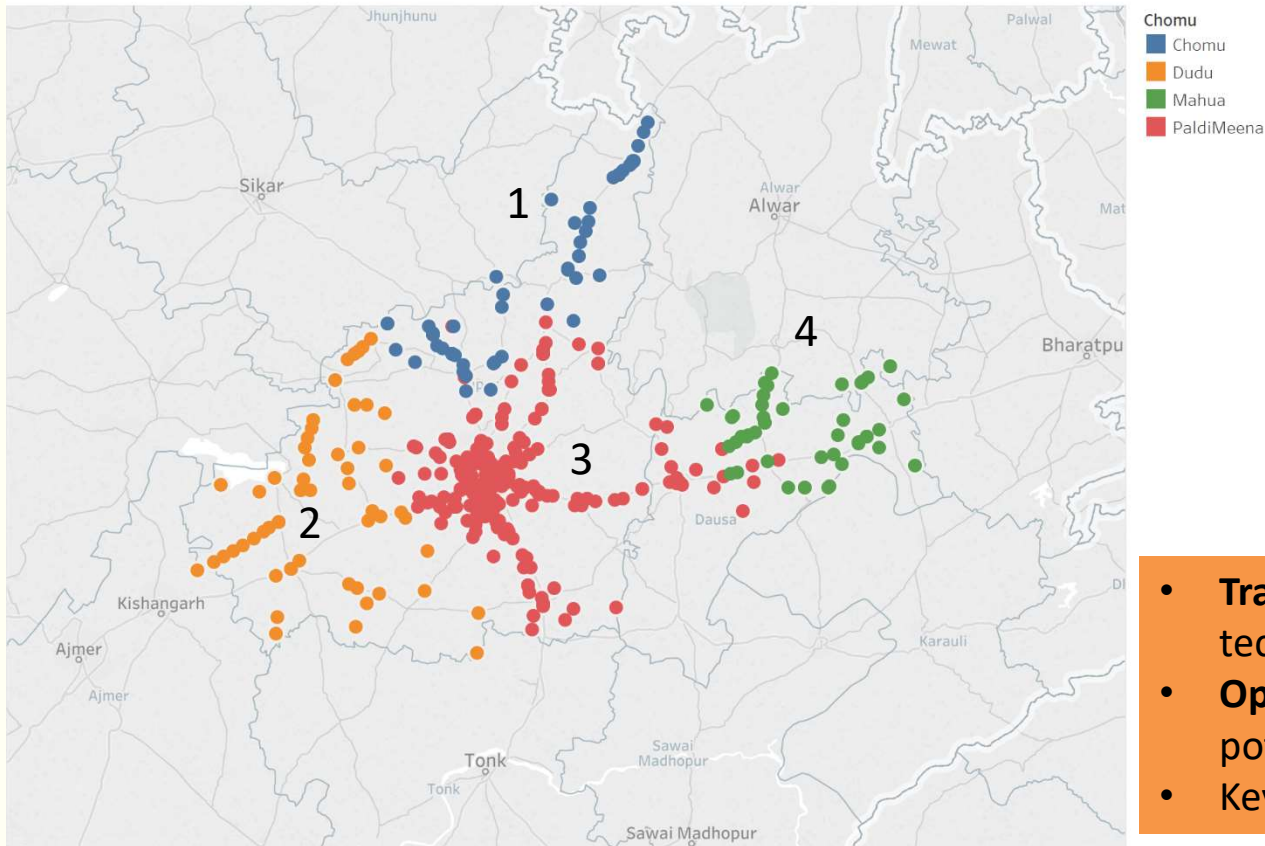 Jhunjhunu
Palwal
Mewat
Sikar
1
Alwar
Alwar
4
Bharatpu
3
2
Dausa
Kishangarh
Ajmer
Ajmer
Karauli
Tonk
Tonk
Sawai
Madhopur
Sawai Madhopur
Chomu
Chomu
Dudu
Mahua
PaldiMeena
• Tra
tec
• Op
po
• Key